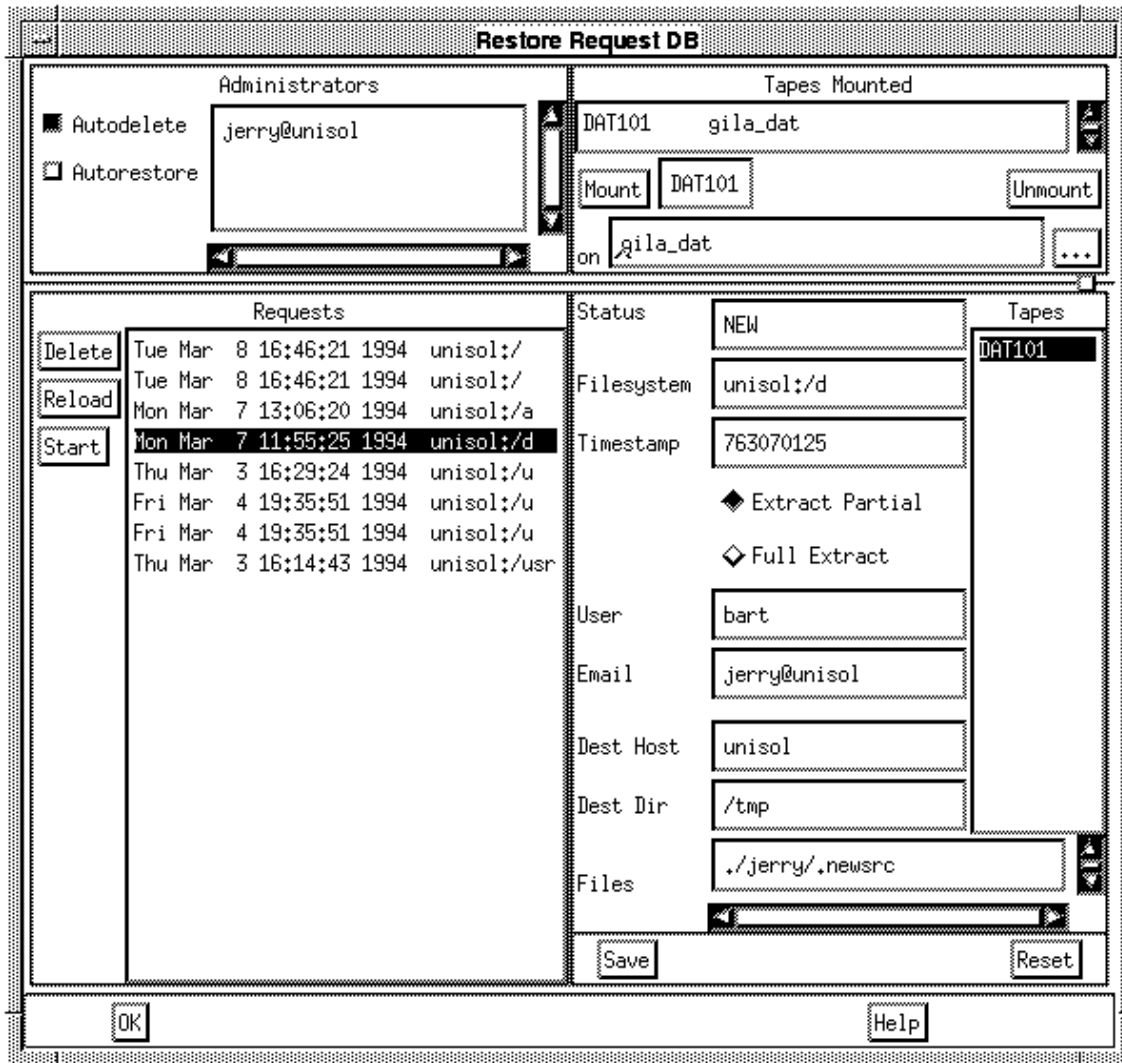 Restore Request DB
Administrators
Autodelete
Autorestore
jerry@unisol
Tapes Mounted
DAT101 gila_dat
Mount DAT101 Unmount
on gila_dat ...
Requests
Delete
Reload
Start
Tue Mar 8 16:46:21 1994 unisol:/
Tue Mar 8 16:46:21 1994 unisol:/
Mon Mar 7 13:06:20 1994 unisol:/a
Mon Mar 7 11:55:25 1994 unisol:/d
Thu Mar 3 16:29:24 1994 unisol:/u
Fri Mar 4 19:35:51 1994 unisol:/u
Fri Mar 4 19:35:51 1994 unisol:/u
Thu Mar 3 16:14:43 1994 unisol:/usr
Status NEW
Filesystem unisol:/d
Timestamp 763070125
Extract Partial
Full Extract
User bart
Email jerry@unisol
Dest Host unisol
Dest Dir /tmp
Files ./jerry/.newsrc
Tapes
DAT101
Save Reset
OK Help